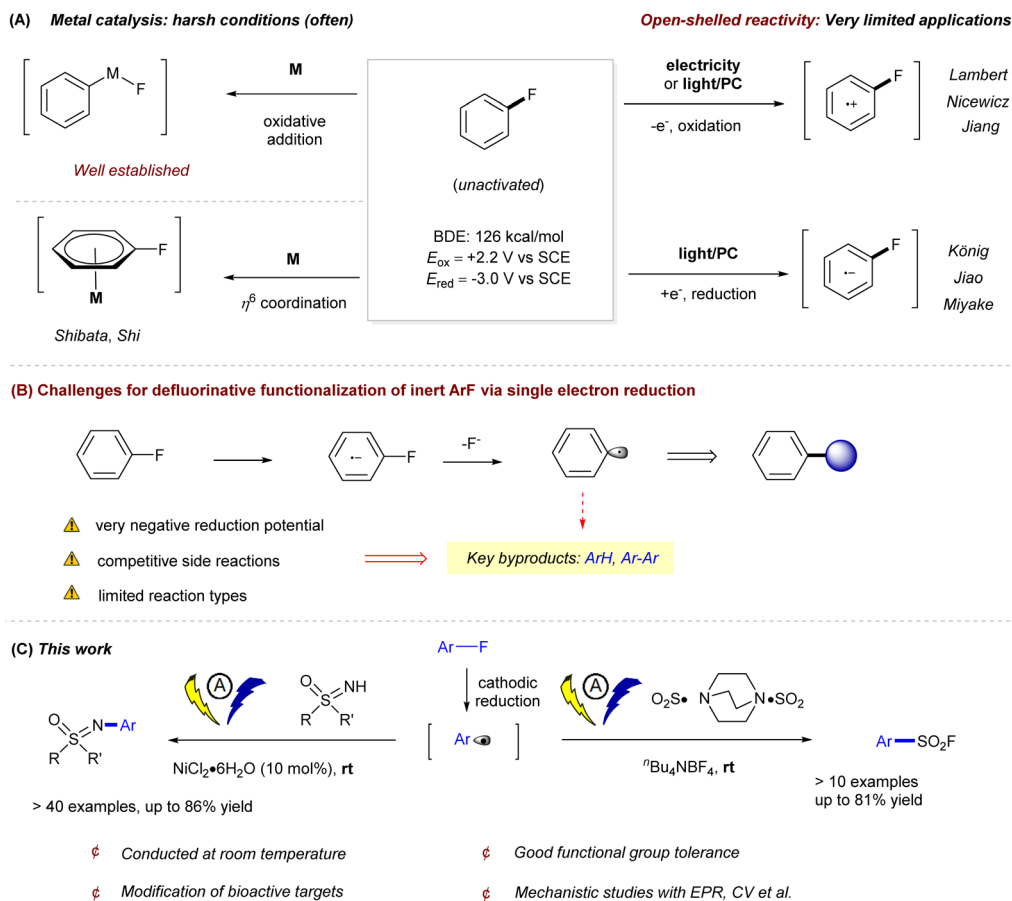 (A) Metal catalysis: harsh conditions (often)
Open-shelled reactivity: Very limited applications
M
F
M
oxidative
addition
Well established
F
(unactivated)
BDE: 126 kcal/mol
Eox = +2.2 V vs SCE
Ered = -3.0 V vs SCE
electricity
or light/PC
-e-, oxidation
F
•+
Lambert
Nicewicz
Jiang
F
M
M
η6 coordination
Shibata, Shi
light/PC
+e-, reduction
F
•−
König
Jiao
Miyake
(B) Challenges for defluorinative functionalization of inert ArF via single electron reduction
F
•−
F
-F-
•
! very negative reduction potential
! competitive side reactions
Key byproducts: ArH, Ar-Ar
! limited reaction types
(C) This work
Ar F
cathodic
reduction
Ar •
A
O
NH
S
R R'
NiCl2•6H2O (10 mol%), rt
O
N Ar
S
R R'
> 40 examples, up to 86% yield
A
O2S• N N•SO2
nBu4NBF4, rt
Ar SO2F
> 10 examples
up to 81% yield
¢ Conducted at room temperature
¢ Good functional group tolerance
¢ Modification of bioactive targets
¢ Mechanistic studies with EPR, CV et al.